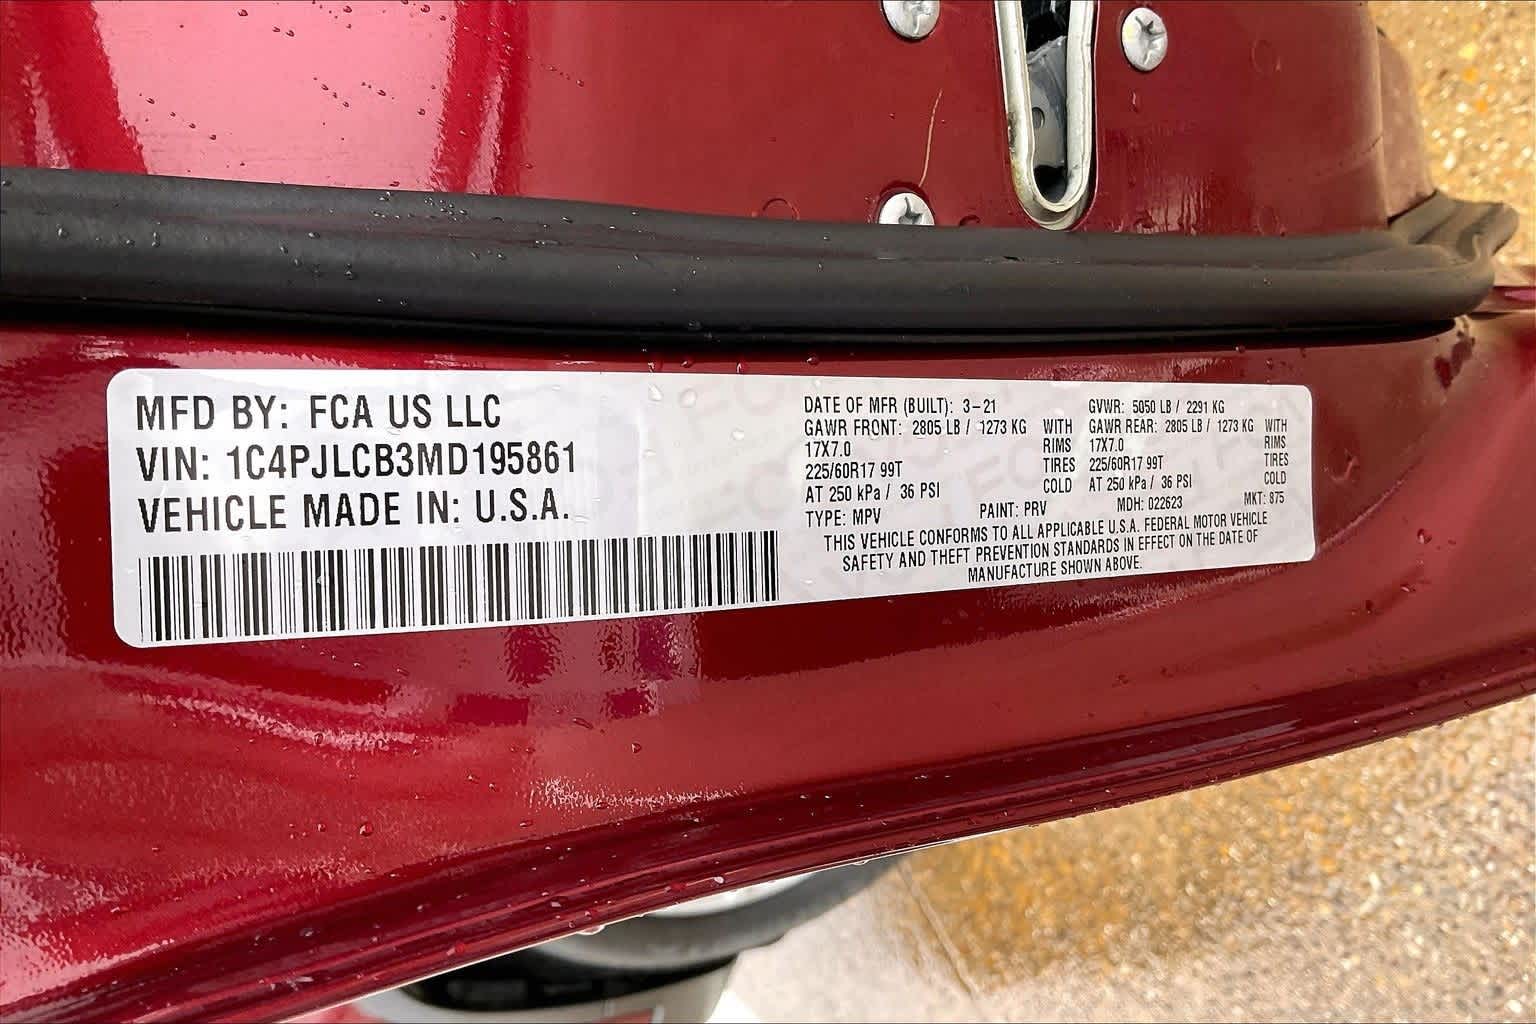 MFD BY: FCA US LLC
VIN: 1C4PJLCB3MD195861
VEHICLE MADE IN: U.S.A.
DATE OF MFR (BUILT): 3-21 GVWR: 5050 LB / 2291 KG
GAWR FRONT: 2805 LB / 1273 KG WITH GAWR REAR: 2805 LB / 1273 KG WITH
17X7.0 RIMS 17X7.0 RIMS
225/60R17 99T TIRES 225/60R17 99T TIRES
AT 250 kPa / 36 PSI COLD AT 250 kPa / 36 PSI COLD
TYPE: MPV PAINT: PRV MDH: 022623 MKT: 875
THIS VEHICLE CONFORMS TO ALL APPLICABLE U.S.A. FEDERAL MOTOR VEHICLE
SAFETY AND THEFT PREVENTION STANDARDS IN EFFECT ON THE DATE OF
MANUFACTURE SHOWN ABOVE.